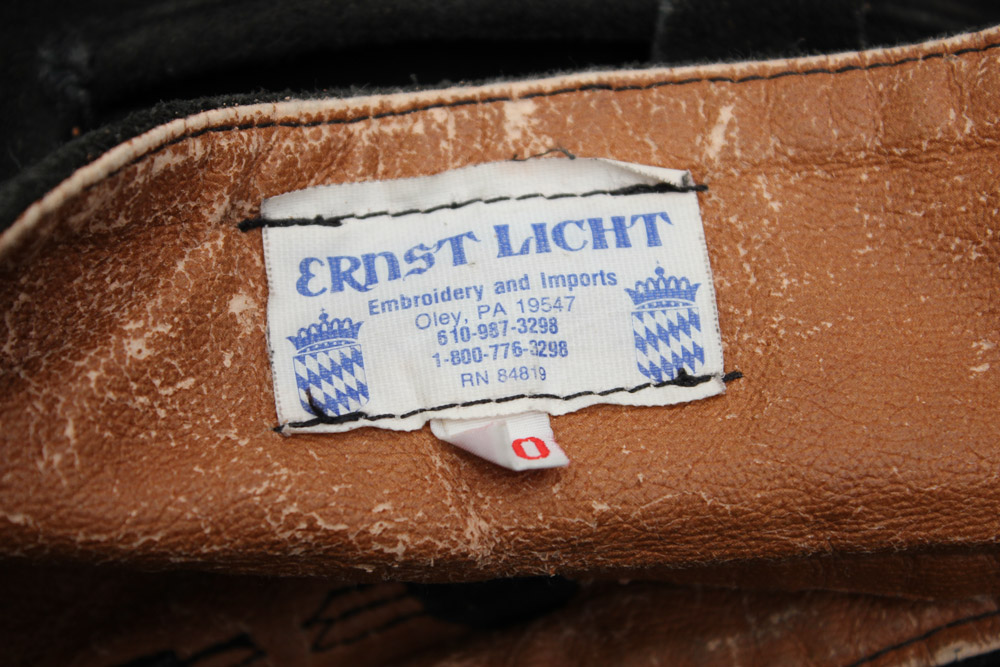 ERNST LICHT
Embroidery and Imports
Oley, PA 19547
610-987-3298
1-800-776-3298
RN 84819
0